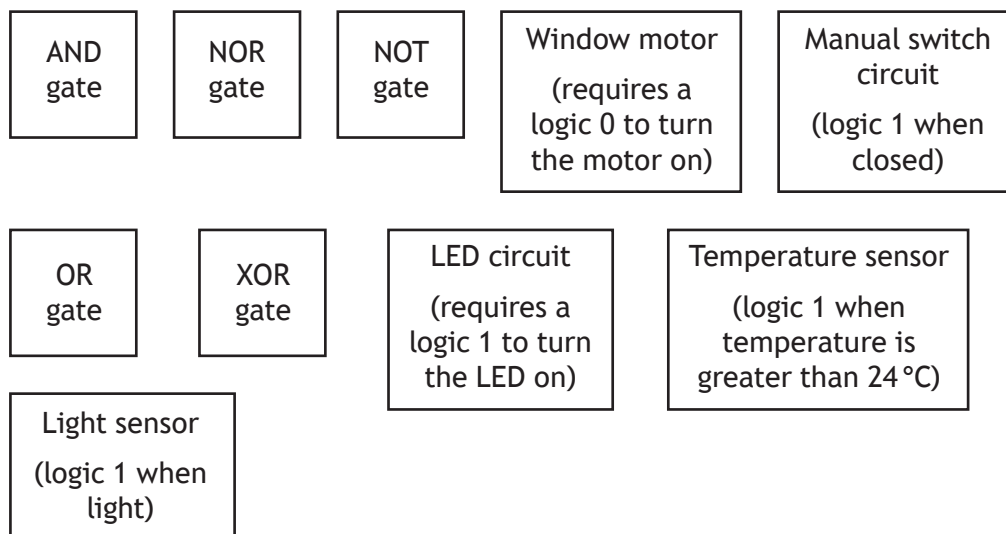 AND
gate
NOR
gate
NOT
gate
Window motor
(requires a
logic 0 to turn
the motor on)
Manual switch
circuit
(logic 1 when
closed)
OR
gate
XOR
gate
LED circuit
(requires a
logic 1 to turn
the LED on)
Temperature sensor
(logic 1 when
temperature is
greater than 24 °C)
Light sensor
(logic 1 when
light)